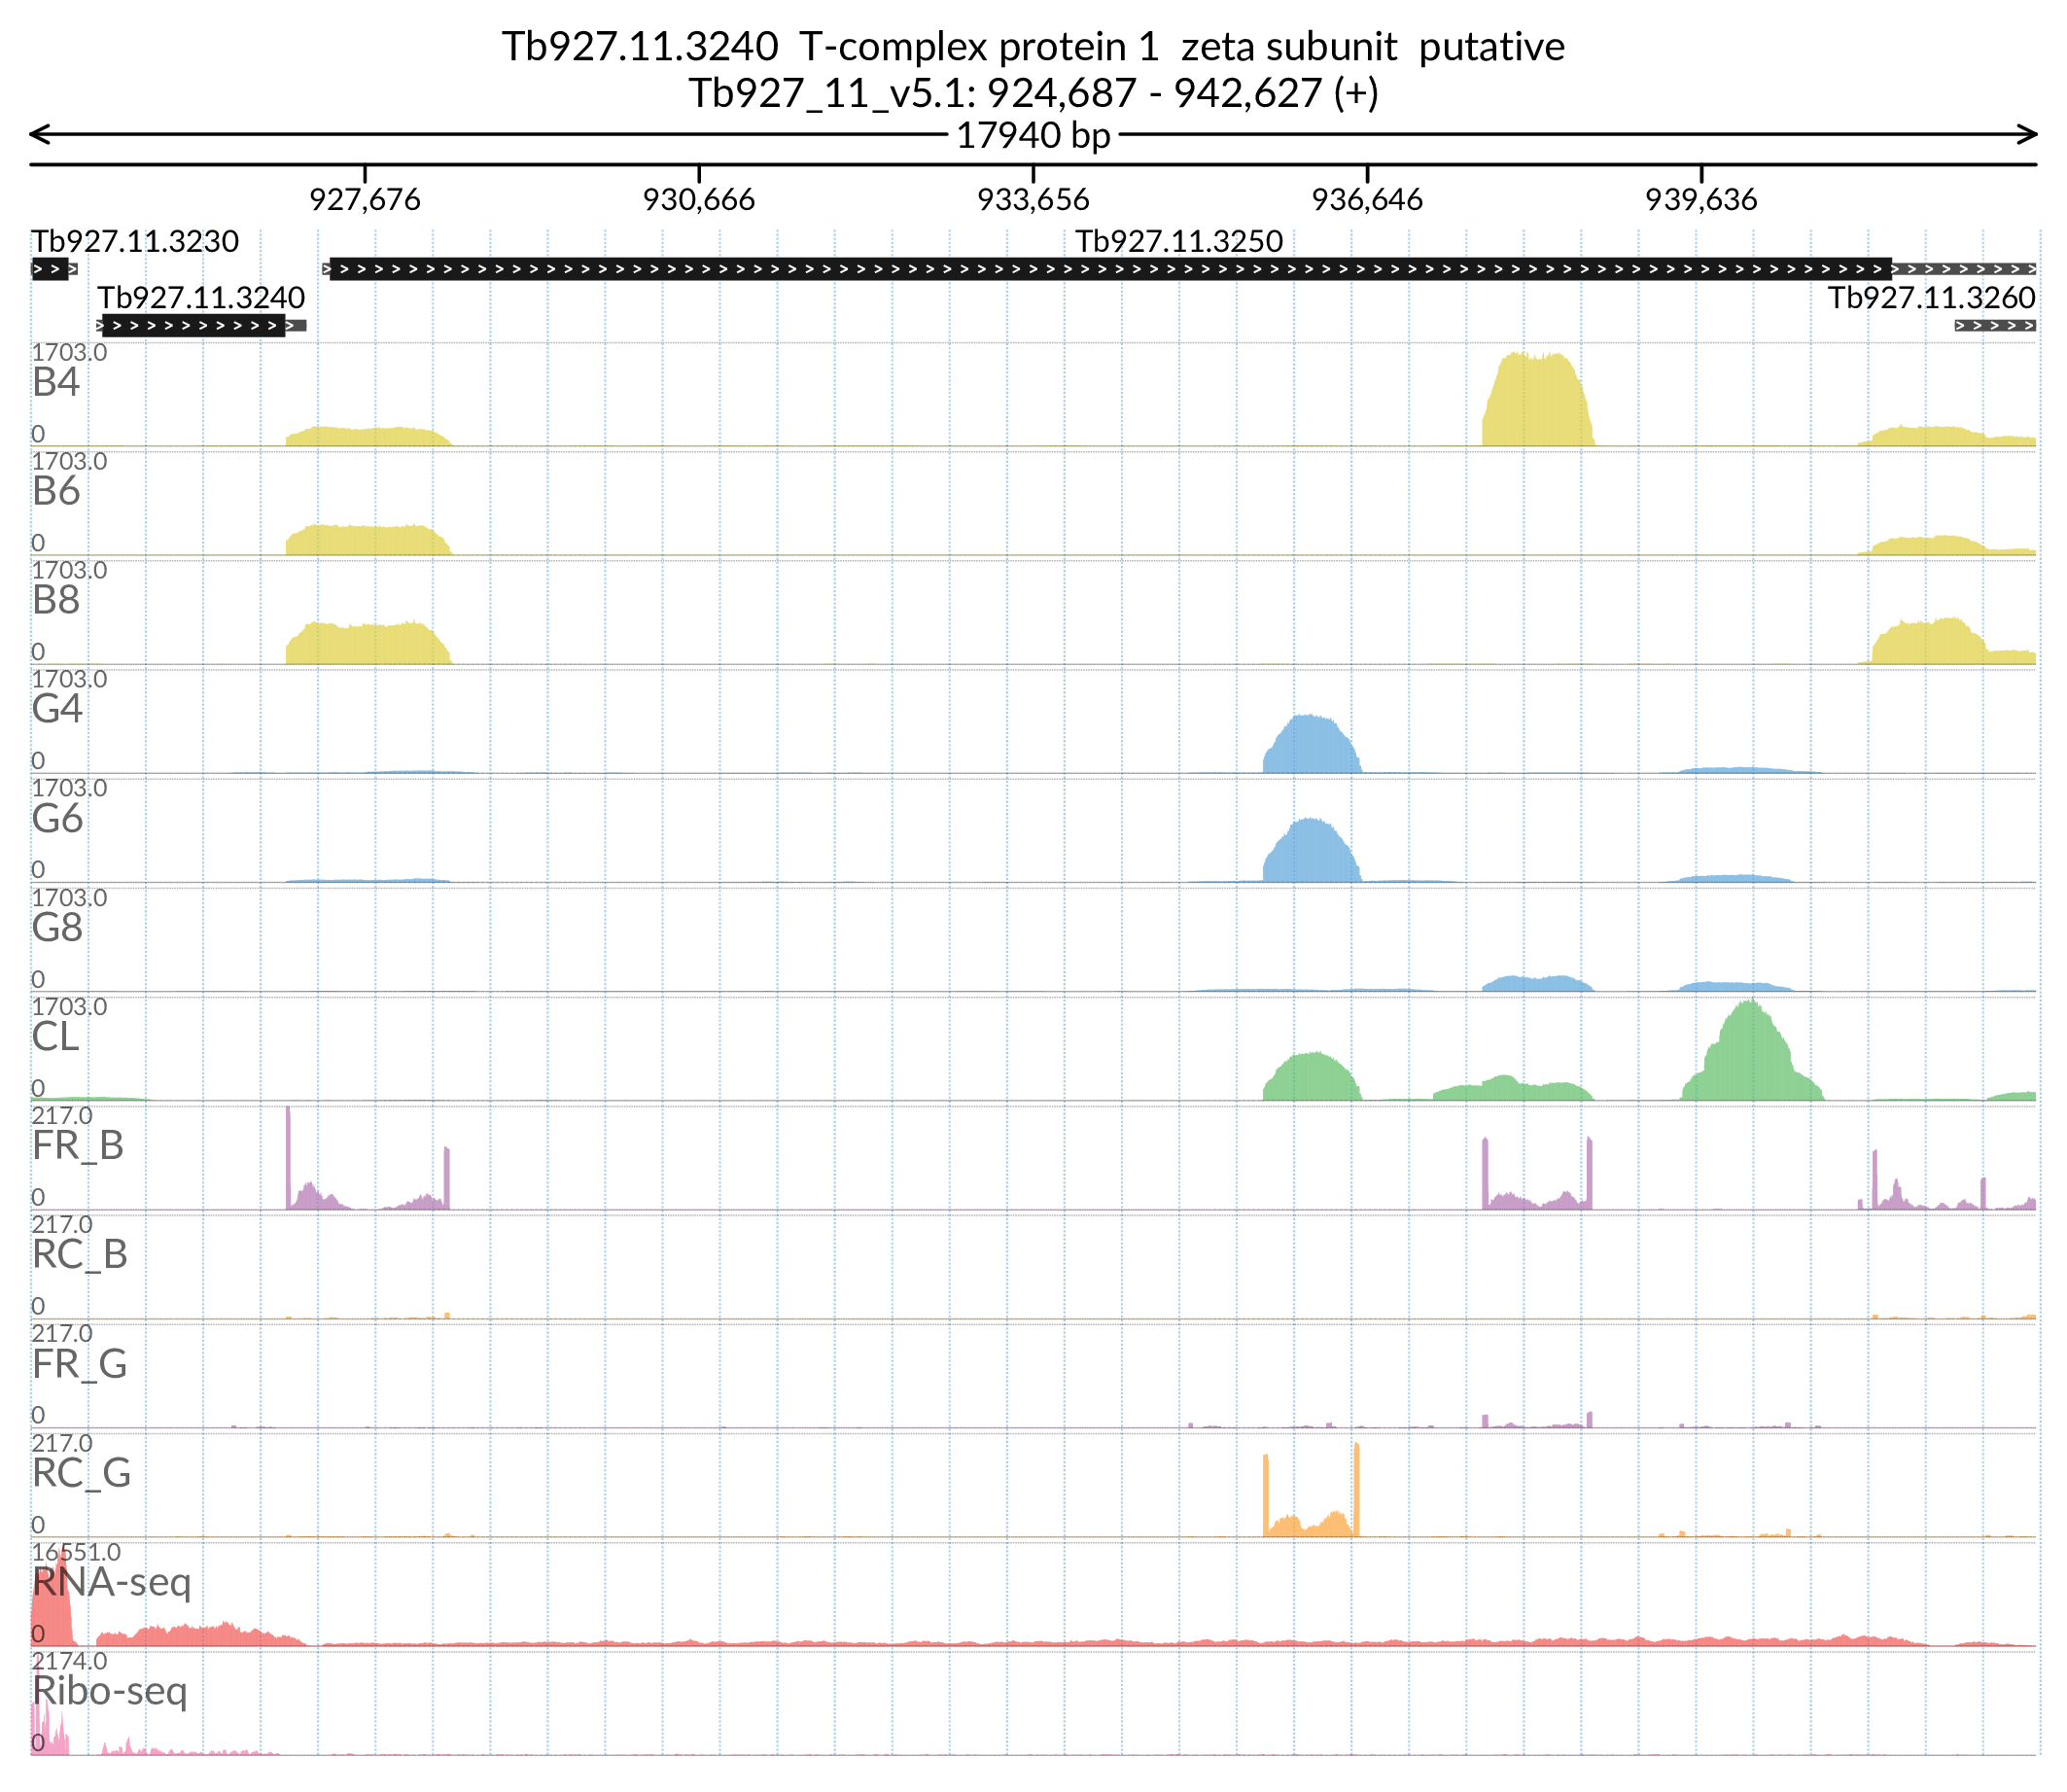 Tb927.11.3240  T-complex protein 1  zeta subunit  putative
Tb927_11_v5.1: 924,687 - 942,627 (+)
17940 bp
927,676 930,666 933,656 936,646 939,636
Tb927.11.3230 Tb927.11.3250
Tb927.11.3240 Tb927.11.3260
1703.0
B4
0
1703.0
B6
0
1703.0
B8
0
1703.0
G4
0
1703.0
G6
0
1703.0
G8
0
1703.0
CL
0
217.0
FR_B
0
217.0
RC_B
0
217.0
FR_G
0
217.0
RC_G
0
16551.0
RNA-seq
0
2174.0
Ribo-seq
0